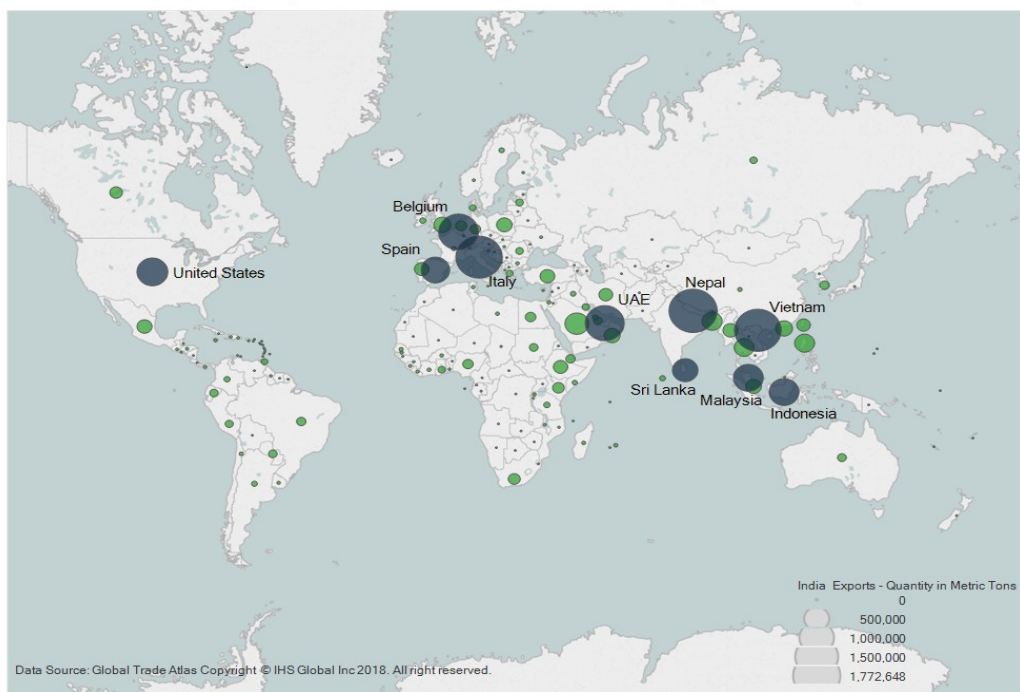 Belgium
Spain
Italy
United States
UAE
Nepal
Vietnam
Sri Lanka
Malaysia
Indonesia
India Exports - Quantity in Metric Tons
0
500,000
1,000,000
1,500,000
1,772,648
Data Source: Global Trade Atlas Copyright © IHS Global Inc 2018. All right reserved.